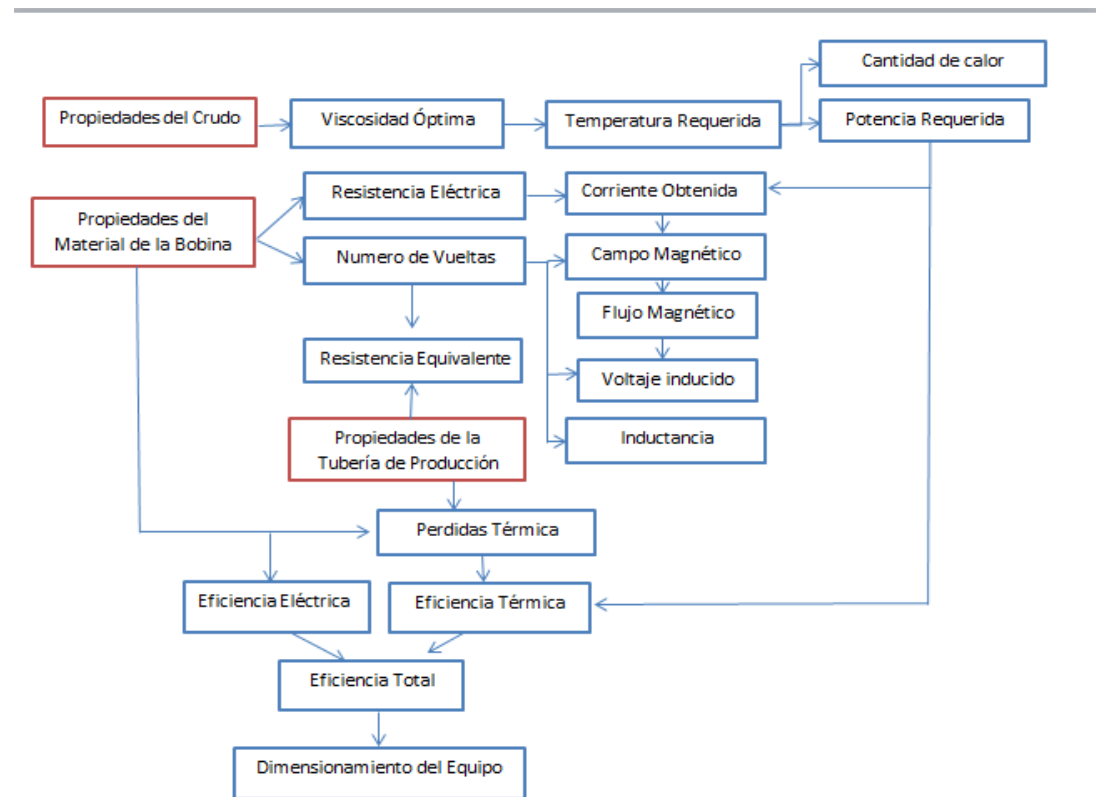 Cantidad de calor
Propiedades del Crudo
Viscosidad Óptima
Temperatura Requerida
Potencia Requerida
Resistencia Eléctrica
Corriente Obtenida
Propiedades del
Material de la Bobina
Numero de Vueltas
Campo Magnético
Flujo Magnético
Resistencia Equivalente
Voltaje inducido
Propiedades de la
Tubería de Producción
Inductancia
Perdidas Térmica
Eficiencia Eléctrica
Eficiencia Térmica
Eficiencia Total
Dimensionamiento del Equipo